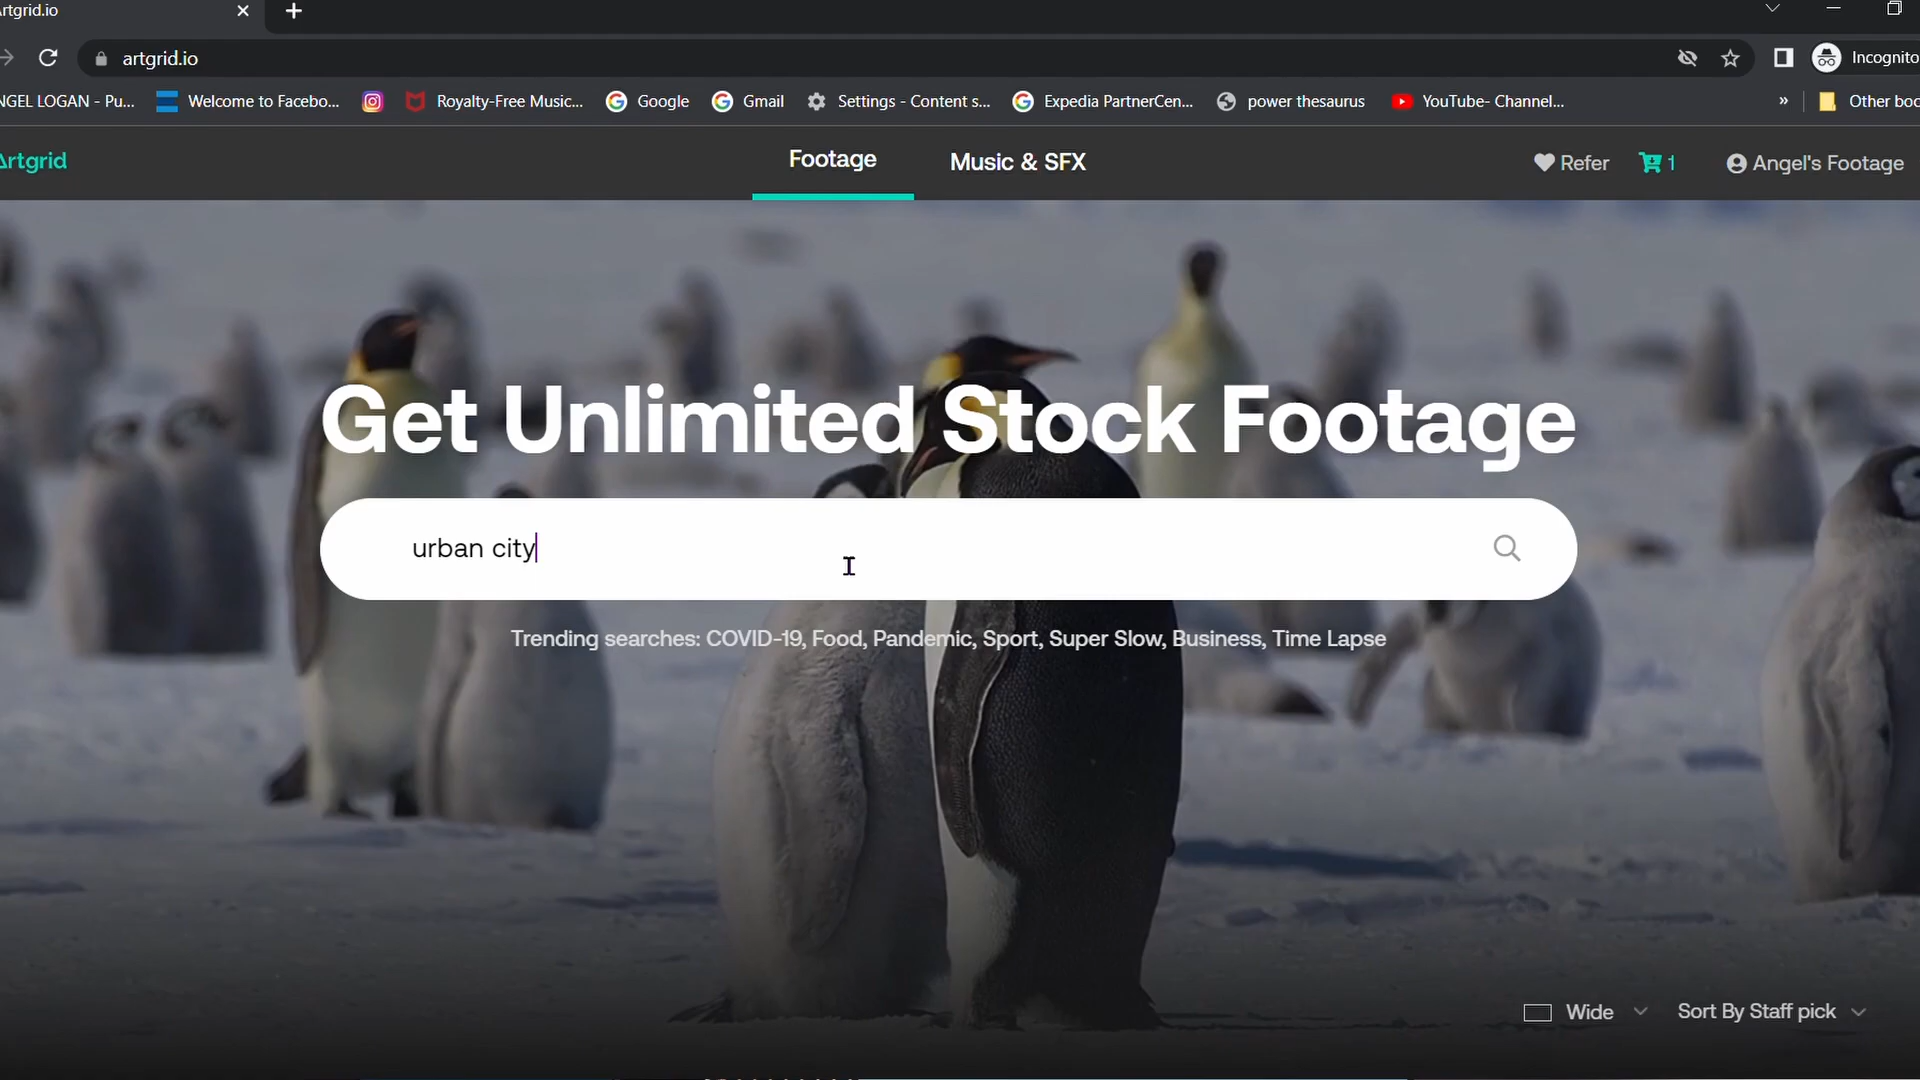 rtgrid.io
artgrid.io
Incognito
NGEL LOGAN - Pu...
Welcome to Facebo...
Royalty-Free Music...
Google
Gmail
Settings - Content s...
Expedia PartnerCen...
power thesaurus
YouTube- Channel...
»
Other boo
Artgrid
Footage
Music & SFX
Refer
1
Angel's Footage
Get Unlimited Stock Footage
urban city
Trending searches: COVID-19, Food, Pandemic, Sport, Super Slow, Business, Time Lapse
Wide
Sort By Staff pick